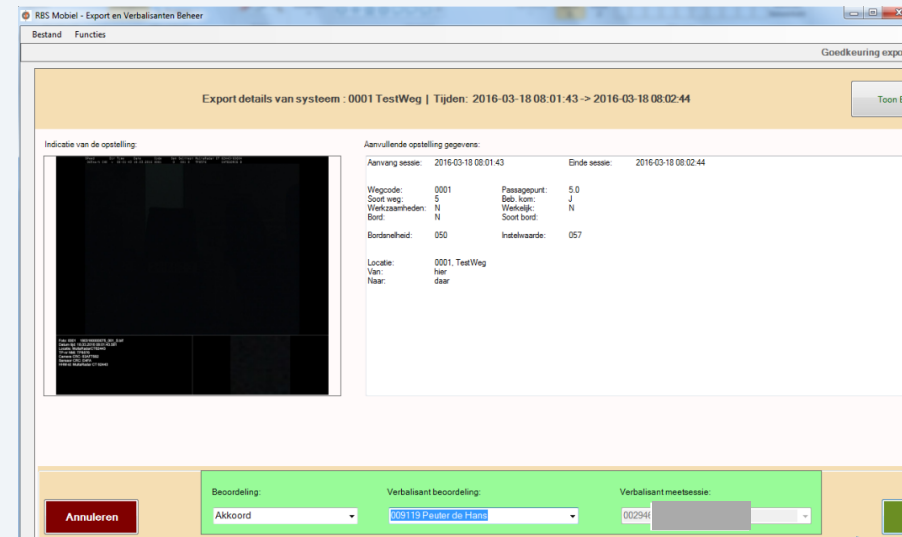 RBS Mobiel - Export en Verbalisanten Beheer
Bestand Functies
Goedkeuring expo
Export details van systeem : 0001 TestWeg | Tijden: 2016-03-18 08:01:43 -> 2016-03-18 08:02:44
Toon B
Indicatie van de opstelling:
Aanvullende opstelling gegevens:
Aanvang sessie: 2016-03-18 08:01:43 Einde sessie: 2016-03-18 08:02:44
Wegcode: 0001 Passagepunt: 5.0
Soort weg: 5 Beb. kom: J
Werkzaamheden: N Werkelijk: N
Bord: N Soort bord:
Bordsnelheid: 050 Instelwaarde: 057
Locatie: 0001, TestWeg
Van: hier
Naar: daar
Beoordeling: Verbalisant beoordeling: Verbalisant meetsessie:
Akkoord 009119 Peuter de Hans 002946
Annuleren